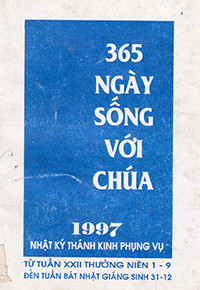 365
NGÀY
SỐNG
VỚI
CHÚA
1997
NHẬT KÝ THÁNH KINH PHỤNG VỤ
TỪ TUẦN XXII THƯỜNG NIÊN 1 - 9
ĐẾN TUẦN BÁT NHẬT GIÁNG SINH 31-12